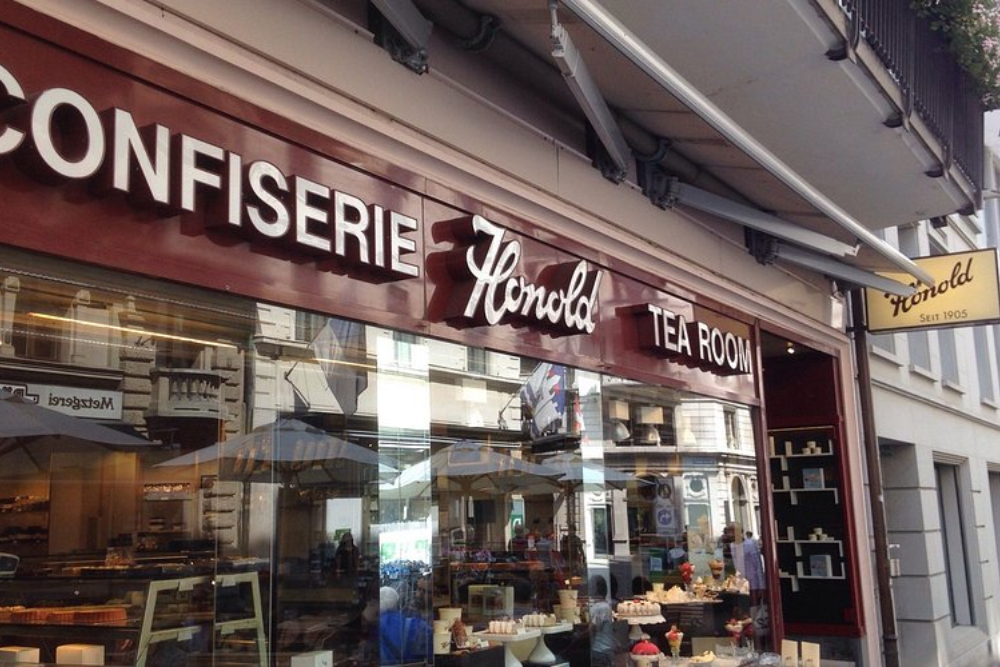 CONFISERIE Honold TEA ROOM
Honold
SEIT 1905
Metzgerei